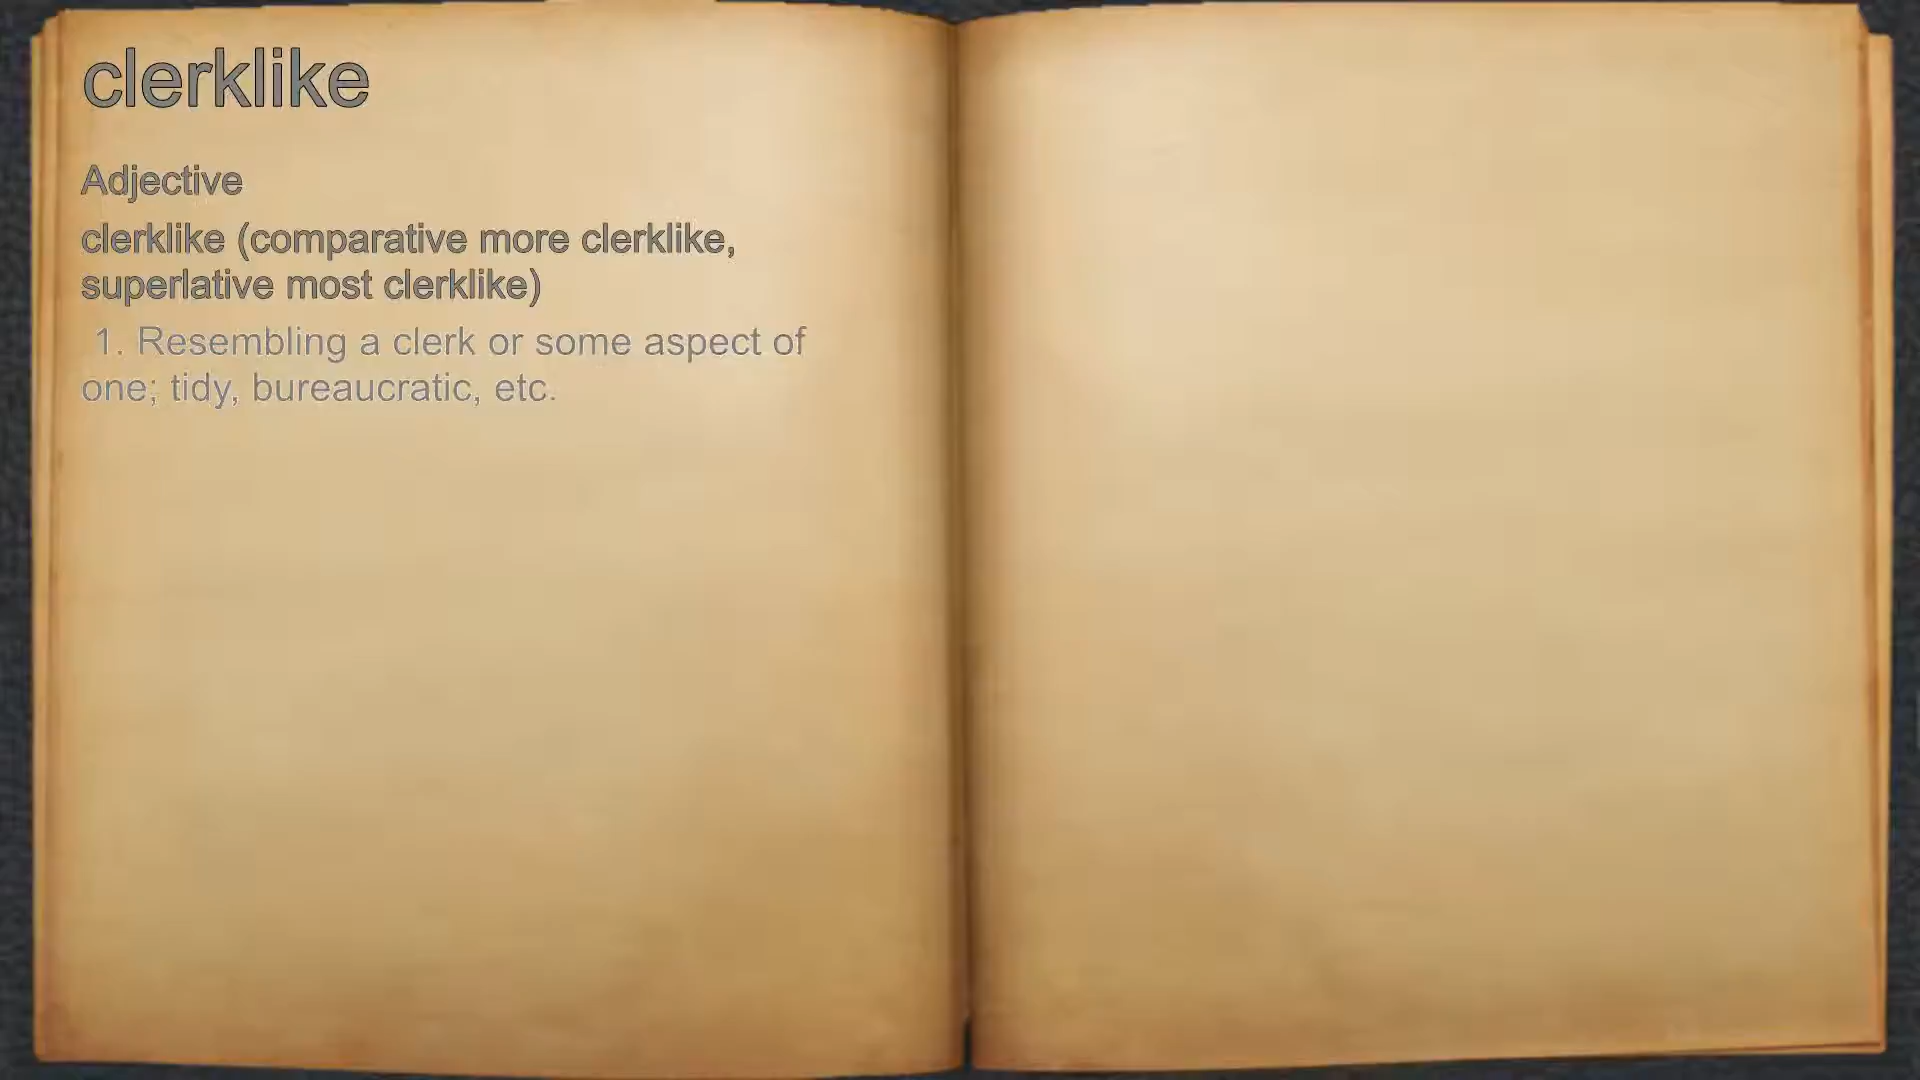 clerklike
Adjective
clerklike (comparative more clerklike,
superlative most clerklike)
1. Resembling a clerk or some aspect of
one; tidy, bureaucratic, etc.